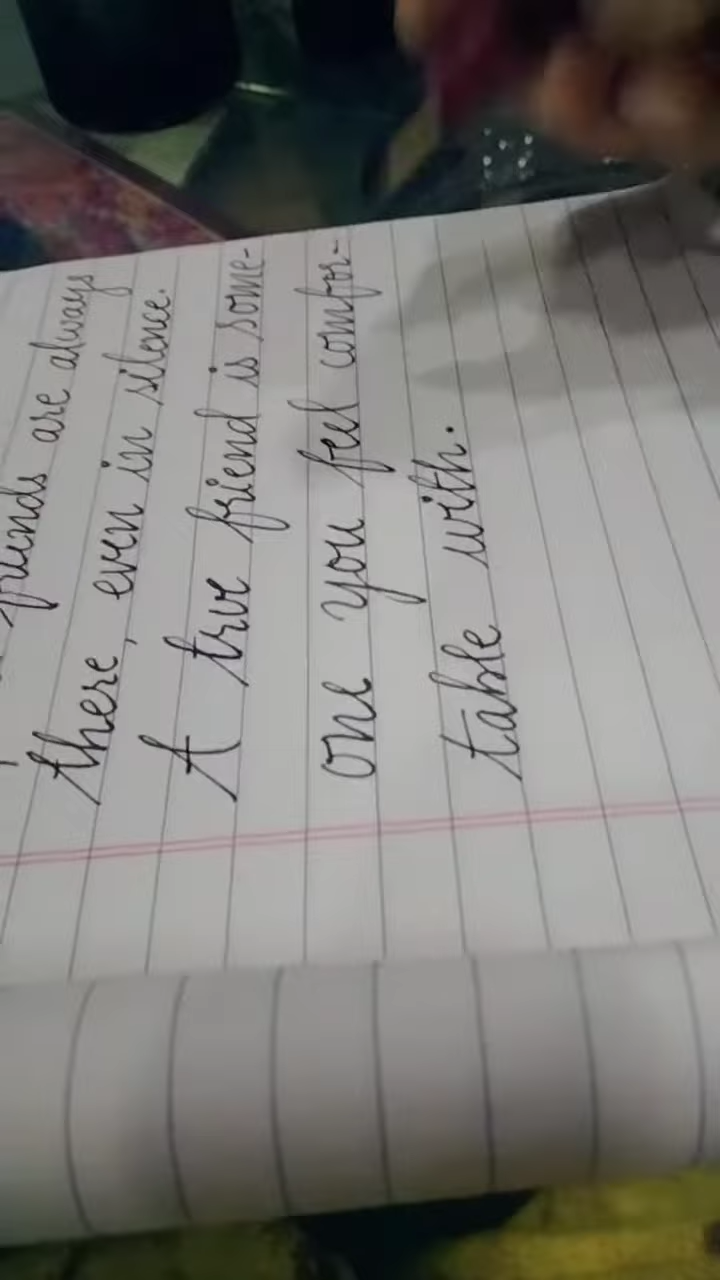 friends are always
there, even in silence.
A true friend is some-
one you feel comfor-
table with.